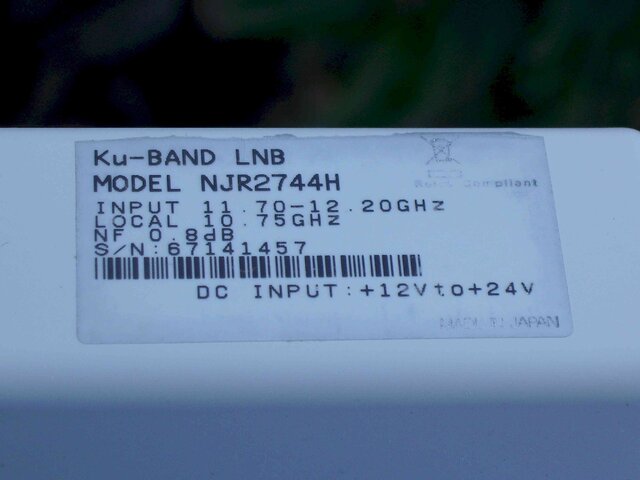 Ku-BAND LNB
MODEL NJR2744H
INPUT 11.70-12.20GHz
LOCAL 10.75GHz
NF 0.8dB
S/N:67141457
DC INPUT:+12Vto+24V
RoHS Compliant
MADE IN JAPAN